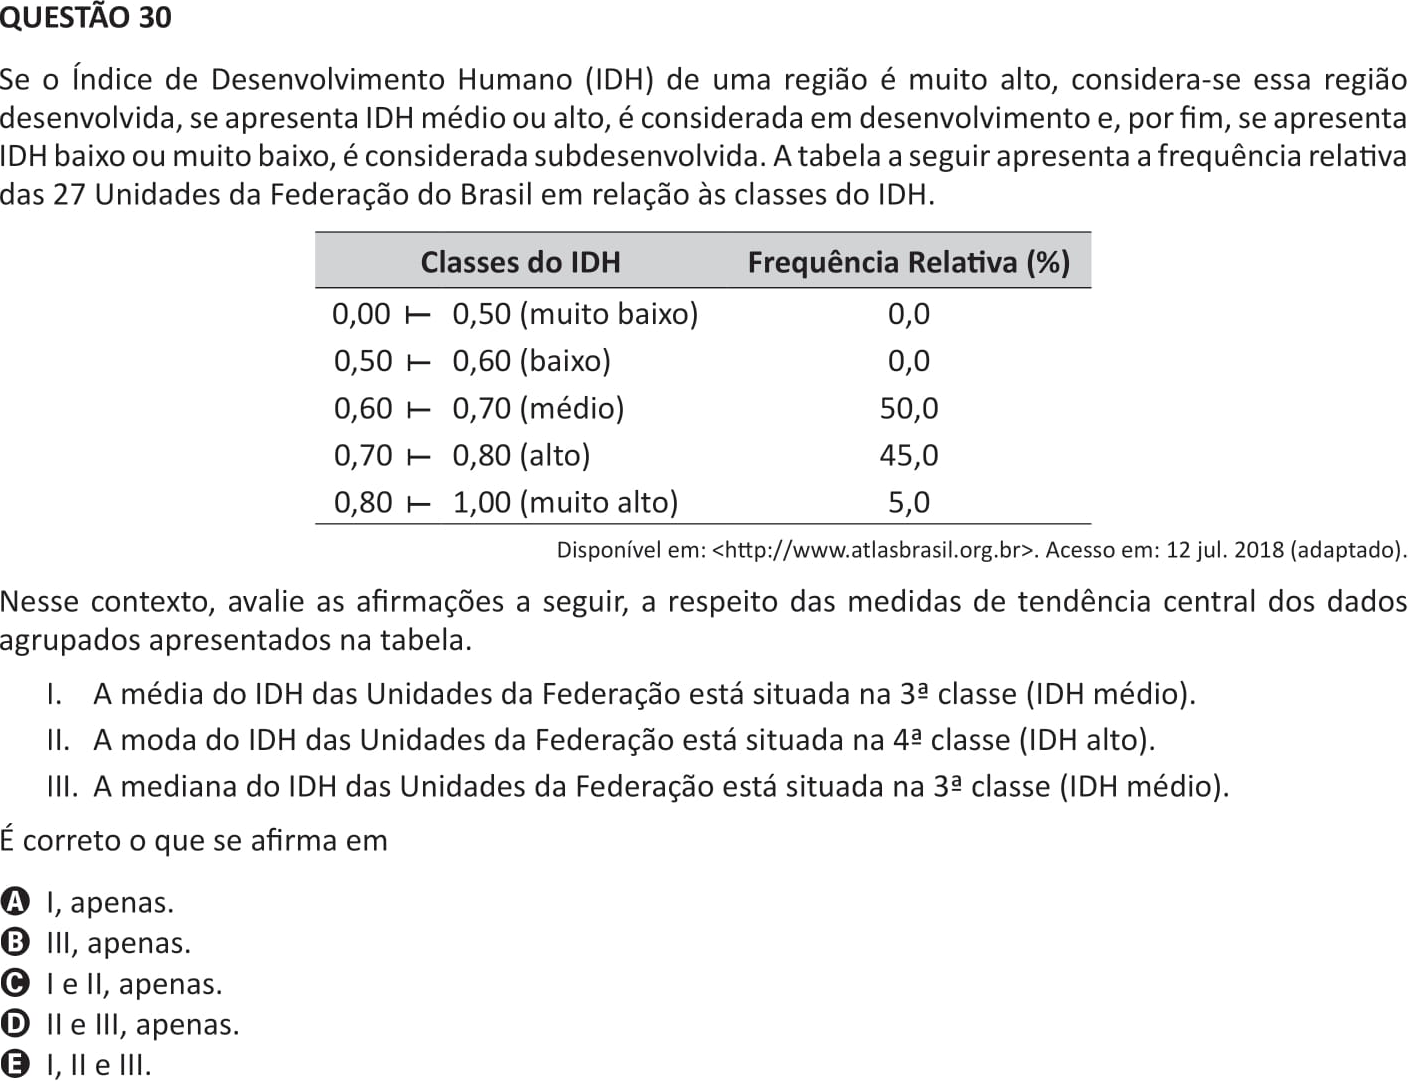 QUESTÃO 30
Se o Índice de Desenvolvimento Humano (IDH) de uma região é muito alto, considera-se essa região
desenvolvida, se apresenta IDH médio ou alto, é considerada em desenvolvimento e, por fim, se apresenta
IDH baixo ou muito baixo, é considerada subdesenvolvida. A tabela a seguir apresenta a frequência relativa
das 27 Unidades da Federação do Brasil em relação às classes do IDH.
Classes do IDH Frequência Relativa (%)
0,00 ⊢ 0,50 (muito baixo) 0,0
0,50 ⊢ 0,60 (baixo) 0,0
0,60 ⊢ 0,70 (médio) 50,0
0,70 ⊢ 0,80 (alto) 45,0
0,80 ⊢ 1,00 (muito alto) 5,0
Disponível em: <http://www.atlasbrasil.org.br>. Acesso em: 12 jul. 2018 (adaptado).
Nesse contexto, avalie as afirmações a seguir, a respeito das medidas de tendência central dos dados
agrupados apresentados na tabela.
I. A média do IDH das Unidades da Federação está situada na 3ª classe (IDH médio).
II. A moda do IDH das Unidades da Federação está situada na 4ª classe (IDH alto).
III. A mediana do IDH das Unidades da Federação está situada na 3ª classe (IDH médio).
É correto o que se afirma em
A I, apenas.
B III, apenas.
C I e II, apenas.
D II e III, apenas.
E I, II e III.